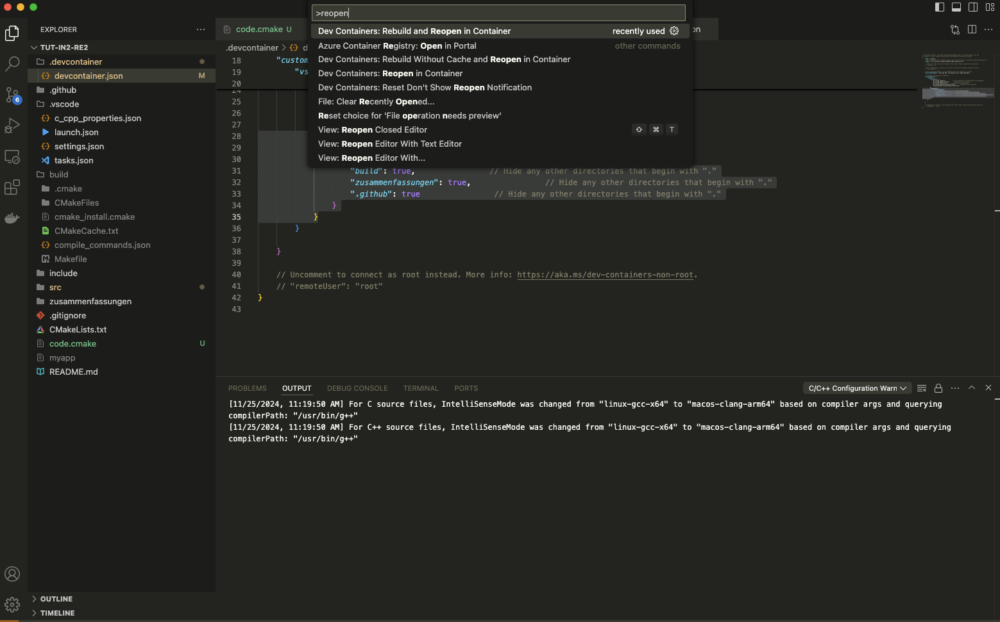 >reopen
Dev Containers: Rebuild and Reopen in Container
recently used
Azure Container Registry: Open in Portal
other commands
Dev Containers: Rebuild Without Cache and Reopen in Container
Dev Containers: Reopen in Container
Dev Containers: Reset Don't Show Reopen Notification
File: Clear Recently Opened...
Reset choice for 'File operation needs preview'
View: Reopen Closed Editor
⇧ ⌘ T
View: Reopen Editor With Text Editor
View: Reopen Editor With...
EXPLORER
TUT-IN2-RE2
.devcontainer
devcontainer.json M
.github
.vscode
c_cpp_properties.json
launch.json
settings.json
tasks.json
build
.cmake
CMakeFiles
cmake_install.cmake
CMakeCache.txt
compile_commands.json
Makefile
include
src
zusammenfassungen
.gitignore
CMakeLists.txt
code.cmake U
myapp
README.md
OUTLINE
TIMELINE
6
code.cmake U
on
.devcontainer > {} d
18 "custom
19 "vs
20
24
25
26
27
28
29
30
31 "build": true, // Hide any other directories that begin with "."
32 "zusammenfassungen": true, // Hide any other directories that begin with "."
33 ".github": true // Hide any other directories that begin with "."
34 }
35 }
36 }
37
38 }
39
40 // Uncomment to connect as root instead. More info: https://aka.ms/dev-containers-non-root.
41 // "remoteUser": "root"
42 }
43
PROBLEMS OUTPUT DEBUG CONSOLE TERMINAL PORTS
C/C++ Configuration Warn
[11/25/2024, 11:19:50 AM] For C source files, IntelliSenseMode was changed from "linux-gcc-x64" to "macos-clang-arm64" based on compiler args and querying
compilerPath: "/usr/bin/g++"
[11/25/2024, 11:19:50 AM] For C++ source files, IntelliSenseMode was changed from "linux-gcc-x64" to "macos-clang-arm64" based on compiler args and querying
compilerPath: "/usr/bin/g++"